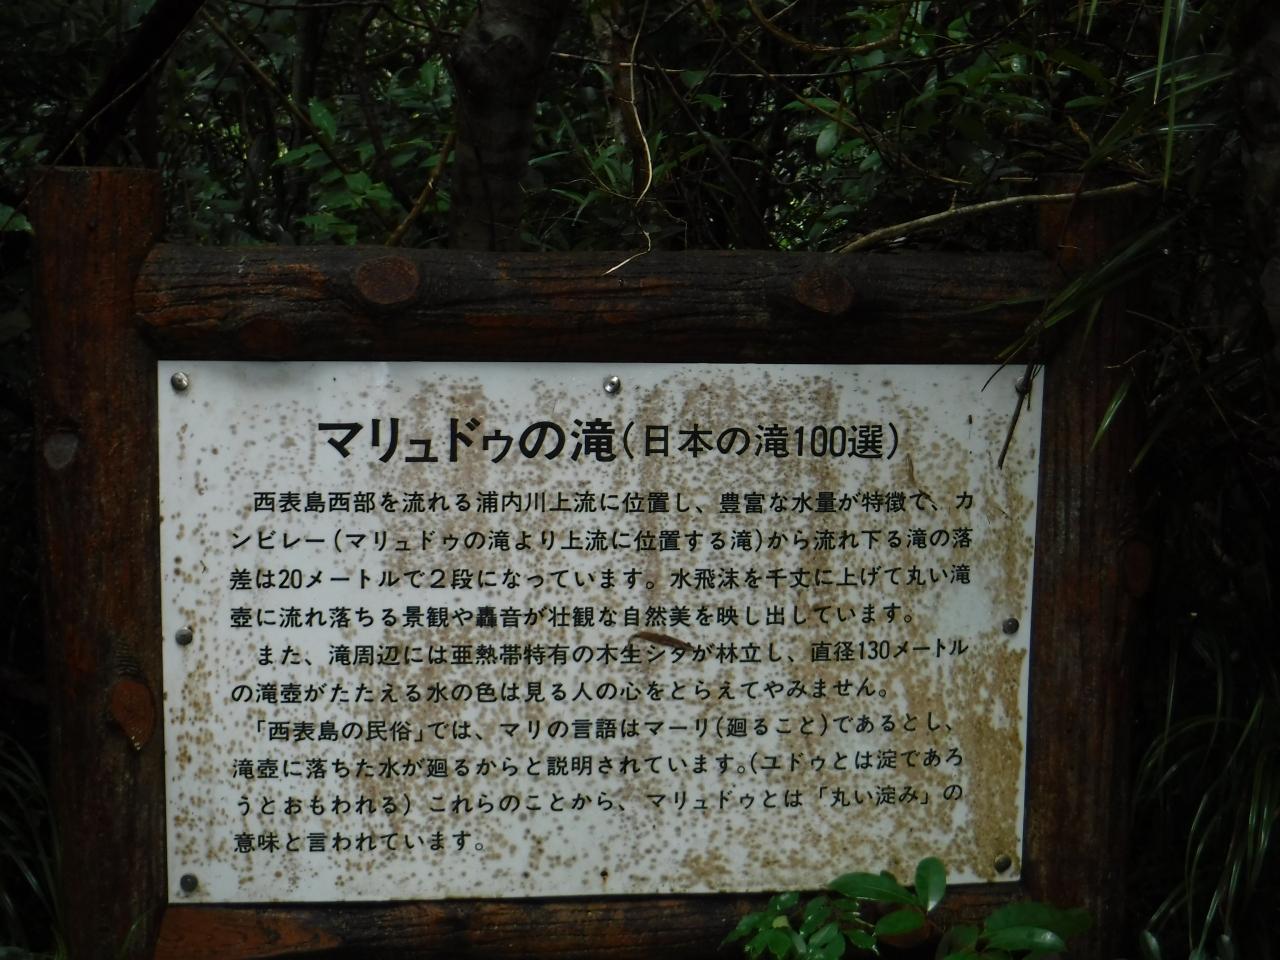 マリュドゥの滝(日本の滝100選)
西表島西部を流れる浦内川上流に位置し、豊富な水量が特徴で、カ
ンビレー(マリュドゥの滝より上流に位置する滝)から流れ下る滝の落
差は20メートルで2段になっています。水飛沫を千丈に上げて丸い滝
壺に流れ落ちる景観や轟音が壮観な自然美を映し出しています。
また、滝周辺には亜熱帯特有の木生シダが林立し、直径130メートル
の滝壺がたたえる水の色は見る人の心をとらえてやみません。
「西表島の民俗」では、マリの言語はマーリ(廻ること)であるとし、
滝壺に落ちた水が廻るからと説明されています。(ユドゥとは淀であろ
うとおもわれる) これらのことから、マリュドゥとは「丸い淀み」の
意味と言われています。